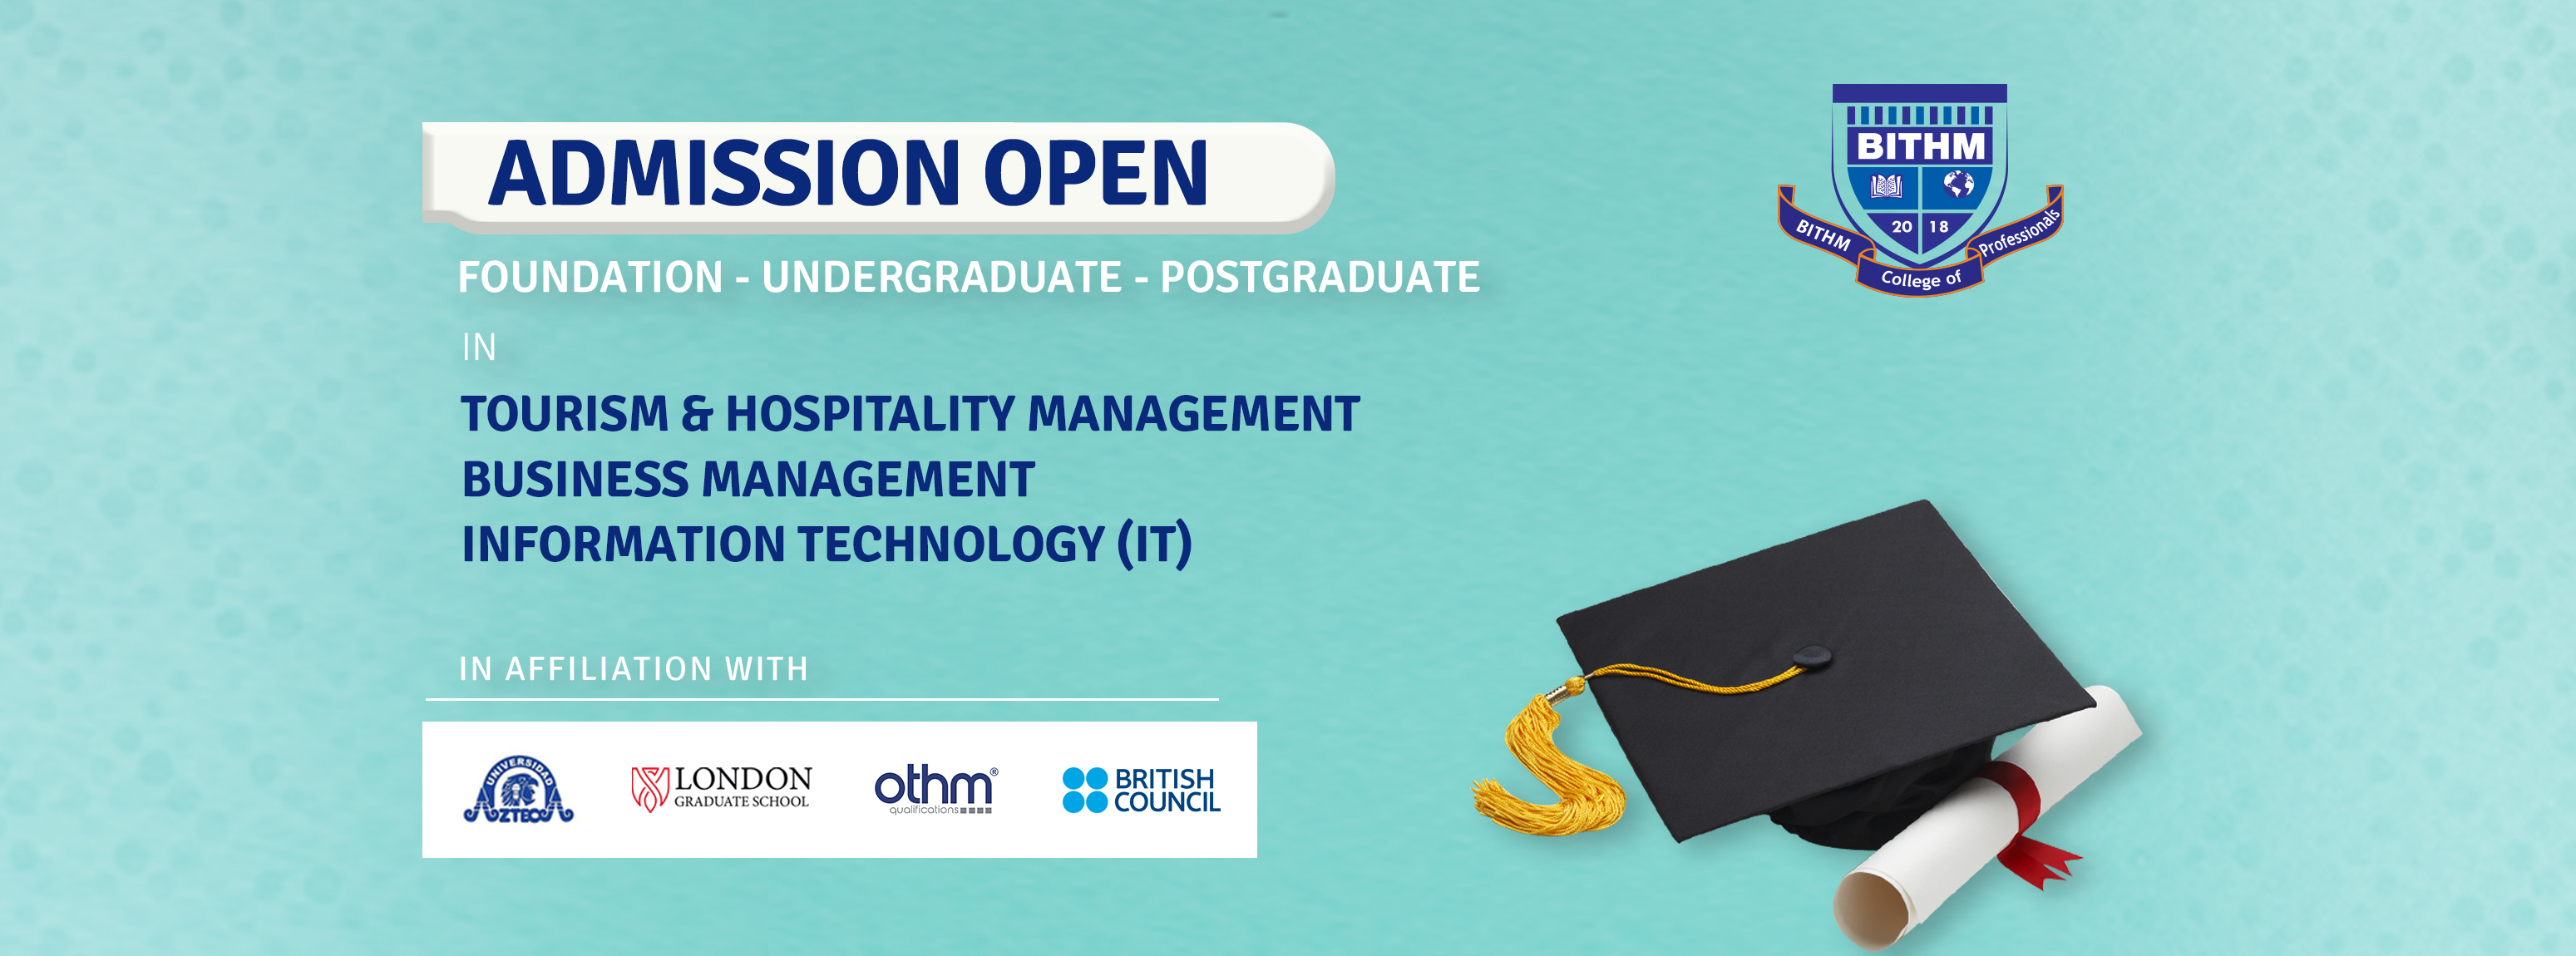 ADMISSION OPEN
FOUNDATION - UNDERGRADUATE - POSTGRADUATE
IN
TOURISM & HOSPITALITY MANAGEMENT
BUSINESS MANAGEMENT
INFORMATION TECHNOLOGY (IT)
IN AFFILIATION WITH
UNIVERSIDAD
AZTECA
LONDON
GRADUATE SCHOOL
othm®
qualifications
BRITISH
COUNCIL
BITHM
20 18
BITHM College of Professionals